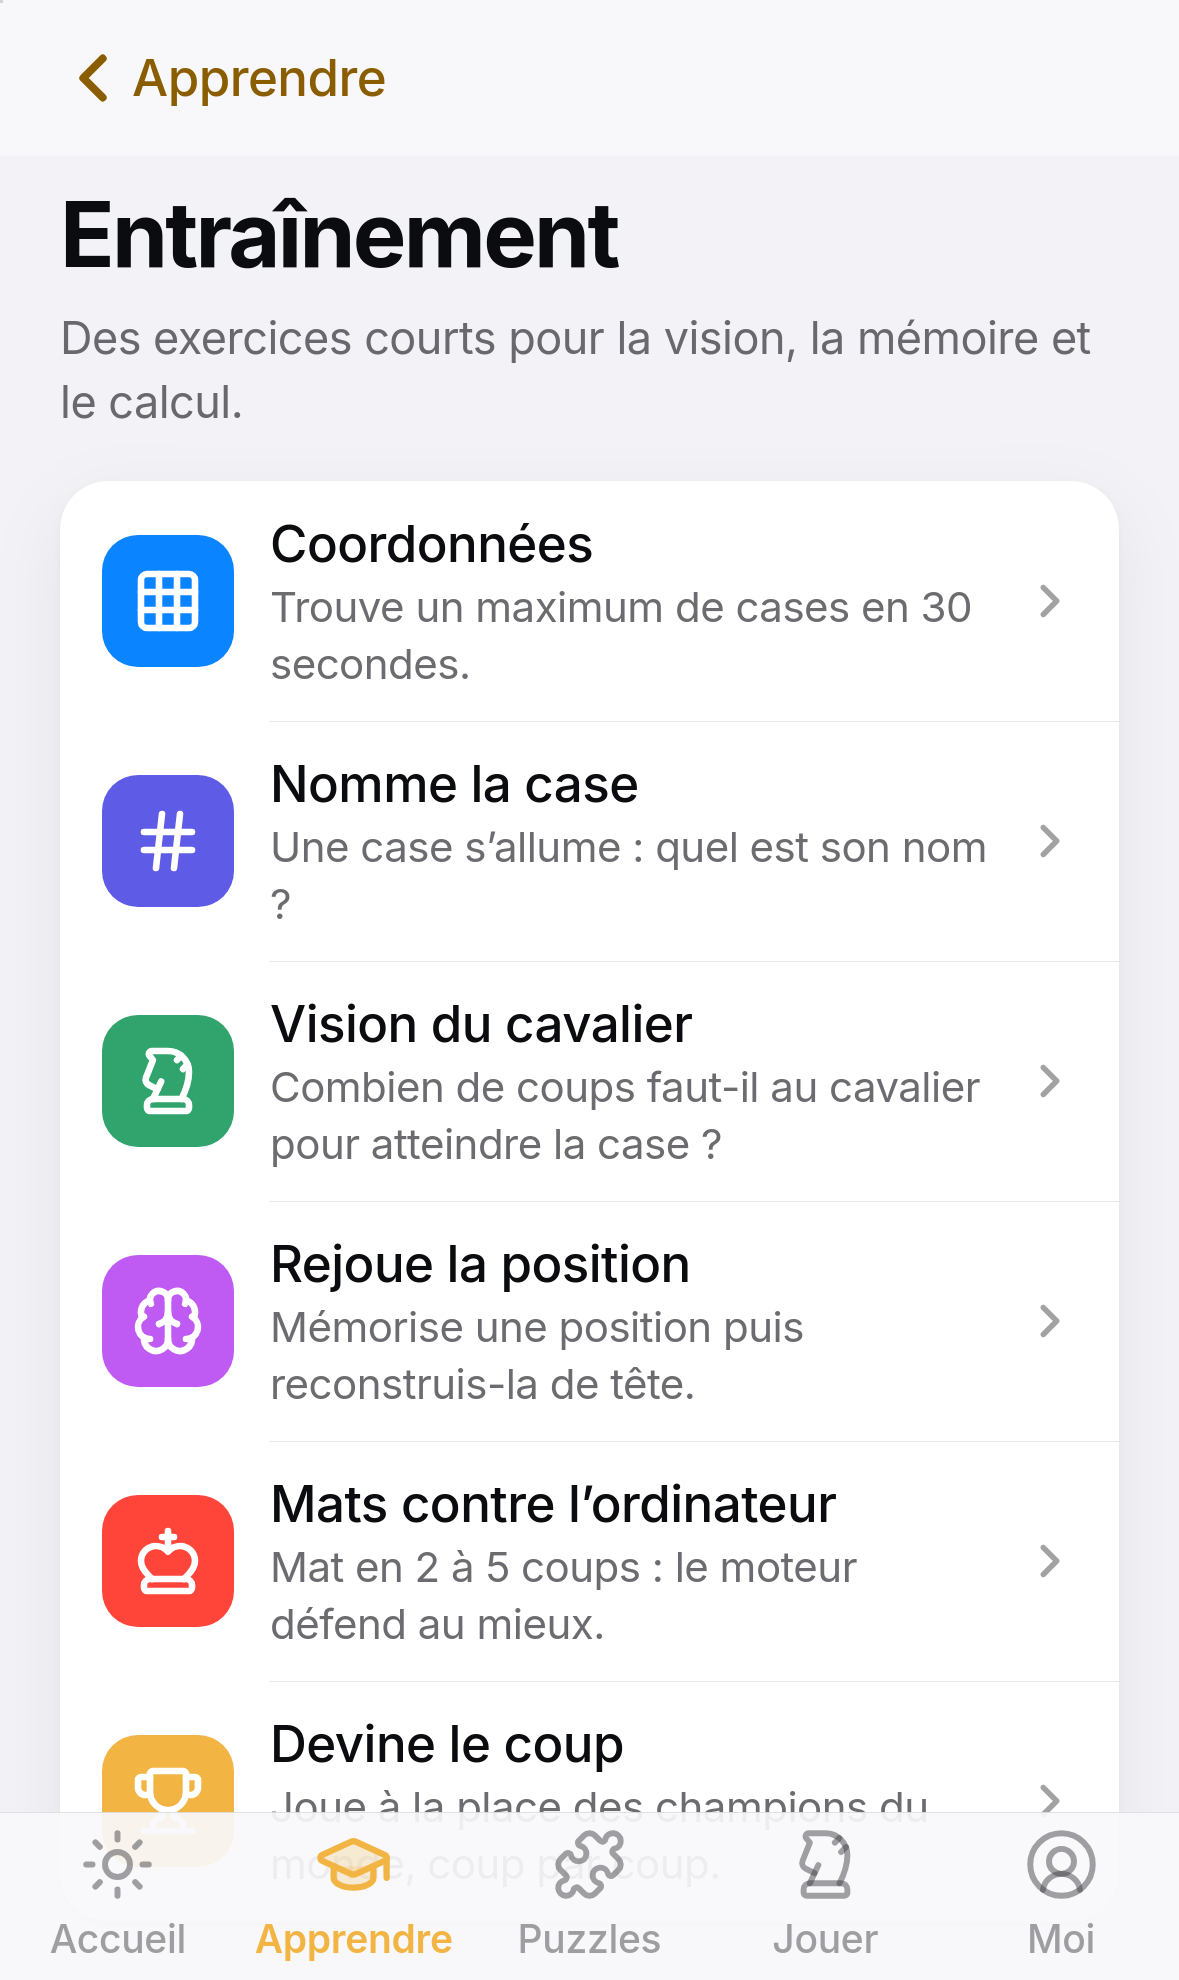 Apprendre
Entraînement
Des exercices courts pour la vision, la mémoire et
le calcul.
Coordonnées
Trouve un maximum de cases en 30
secondes.
Nomme la case
Une case s’allume : quel est son nom
?
Vision du cavalier
Combien de coups faut-il au cavalier
pour atteindre la case ?
Rejoue la position
Mémorise une position puis
reconstruis-la de tête.
Mats contre l’ordinateur
Mat en 2 à 5 coups : le moteur
défend au mieux.
Devine le coup
Joue à la place des champions du
monde, coup par coup.
Accueil
Apprendre
Puzzles
Jouer
Moi